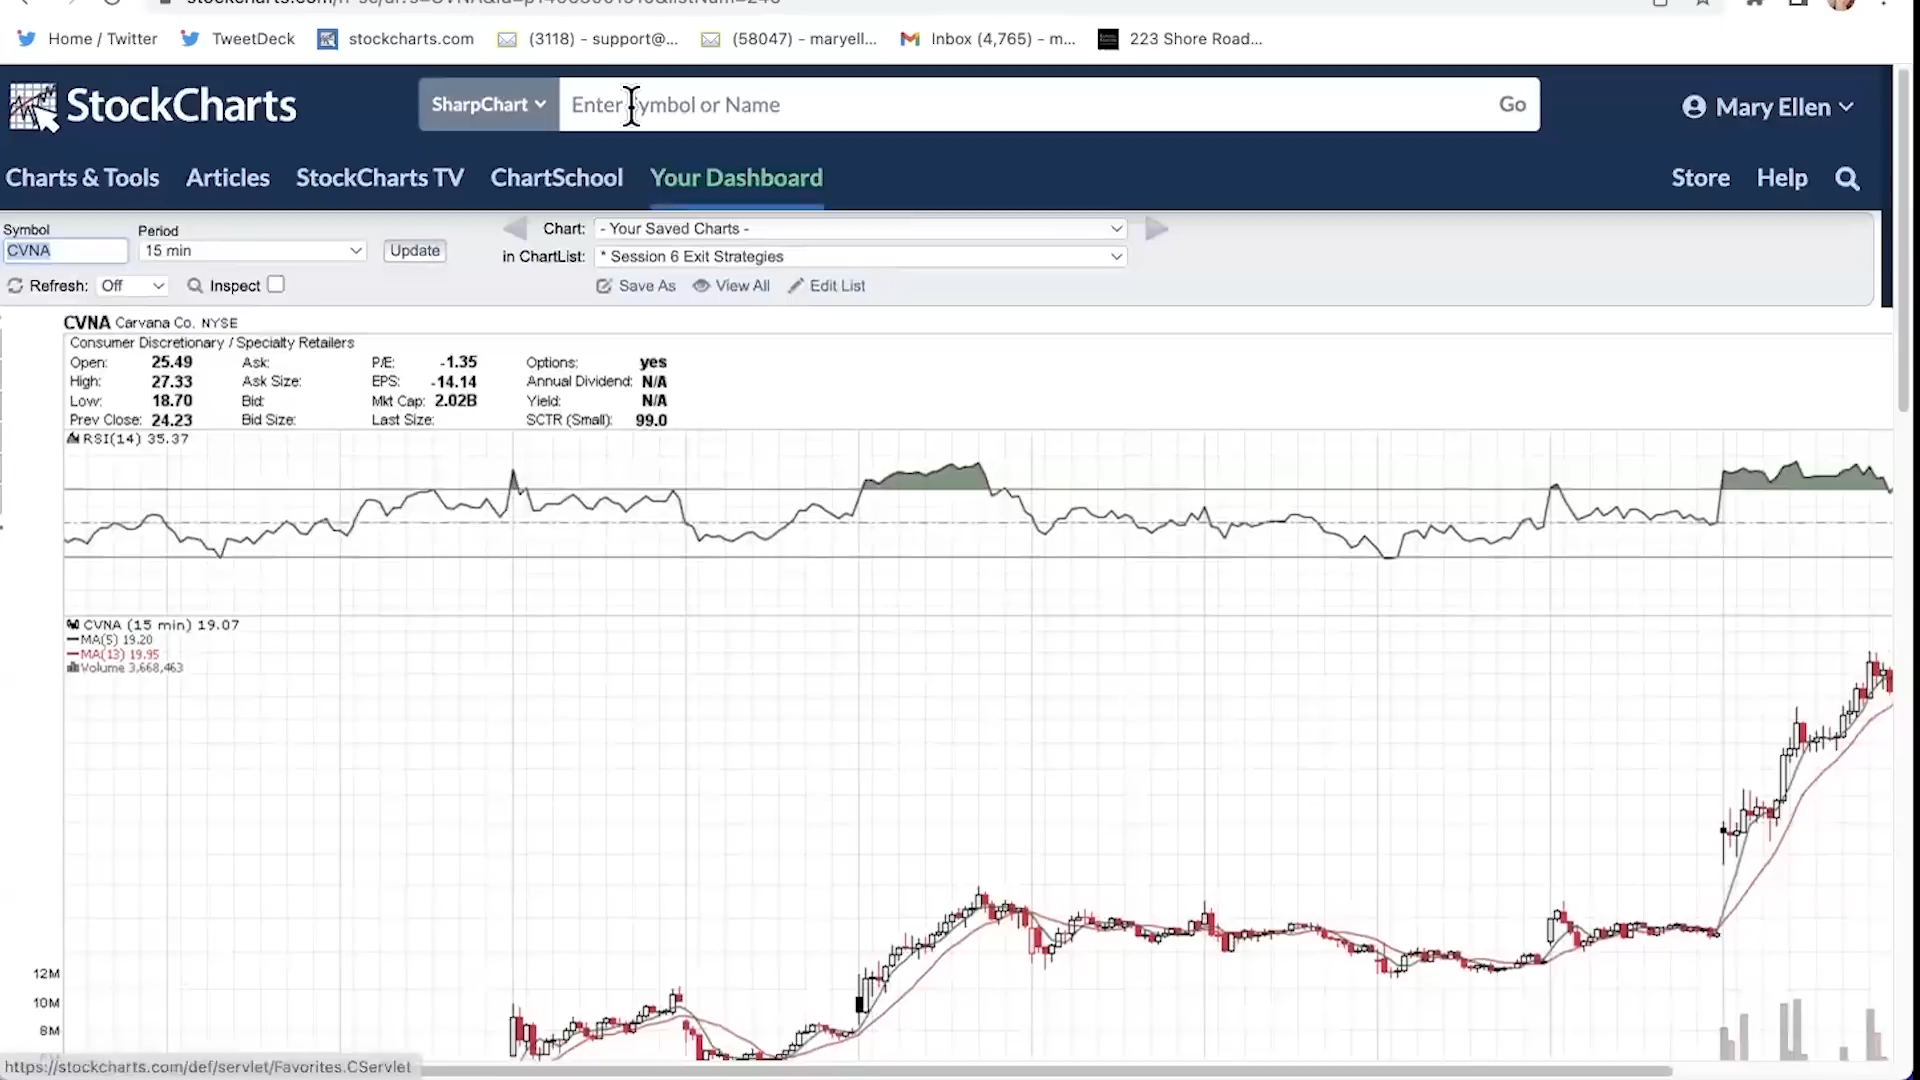 Home / Twitter TweetDeck stockcharts.com (3118) - support@... (58047) - maryell... Inbox (4,765) - m... 223 Shore Road...
StockCharts SharpChart Enter Symbol or Name Go Mary Ellen
Charts & Tools Articles StockCharts TV ChartSchool Your Dashboard Store Help
Symbol Period Chart: - Your Saved Charts -
CVNA 15 min Update in ChartList: * Session 6 Exit Strategies
Refresh: Off Inspect Save As View All Edit List
CVNA Carvana Co. NYSE
Consumer Discretionary / Specialty Retailers
Open: 25.49 Ask: P/E: -1.35 Options: yes
High: 27.33 Ask Size: EPS: -14.14 Annual Dividend: N/A
Low: 18.70 Bid: Mkt Cap: 2.02B Yield: N/A
Prev Close: 24.23 Bid Size: Last Size: SCTR (Small): 99.0
RSI(14) 35.37
CVNA (15 min) 19.07
MA(5) 19.20
MA(13) 19.95
Volume 3,668,463
12M
10M
8M
https://stockcharts.com/def/servlet/Favorites.CServlet